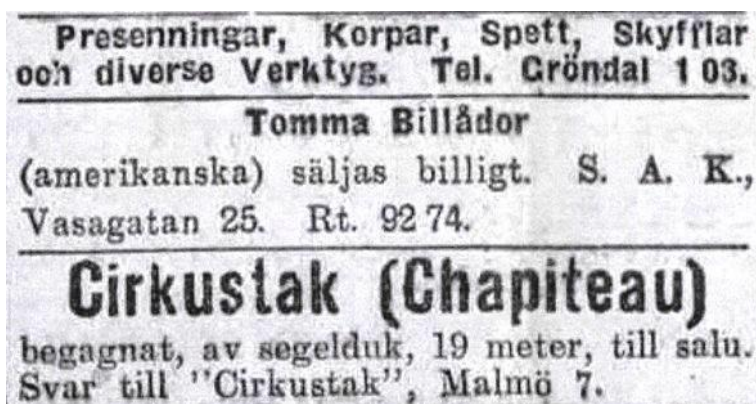 Presenningar, Korpar, Spett, Skyfflar
och diverse Verktyg. Tel. Gröndal 1 03.
Tomma Billådor
(amerikanska) säljas billigt. S. A. K.,
Vasagatan 25. Rt. 92 74.
Cirkustak (Chapiteau)
begagnat, av segelduk, 19 meter, till salu.
Svar till "Cirkustak", Malmö 7.